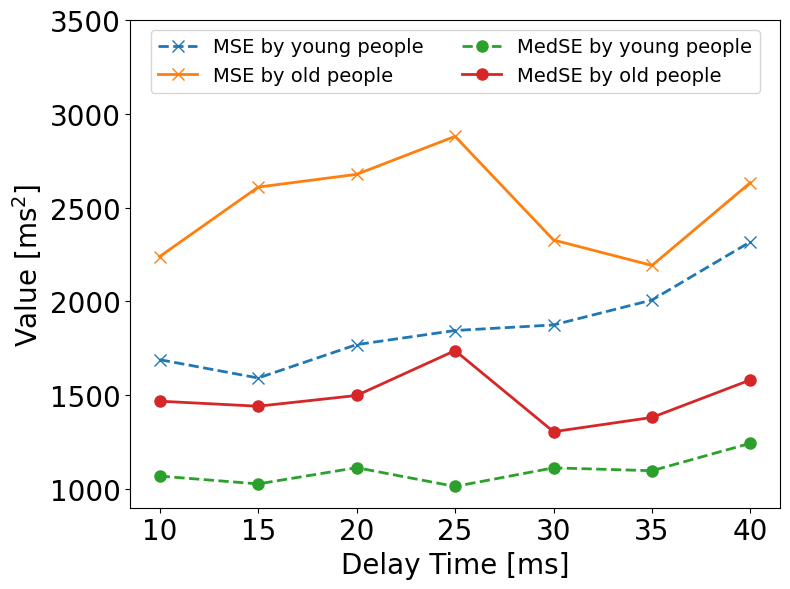 MSE by young people
MSE by old people
MedSE by young people
MedSE by old people
3500
3000
2500
2000
1500
1000
Value [ms²]
10 15 20 25 30 35 40
Delay Time [ms]